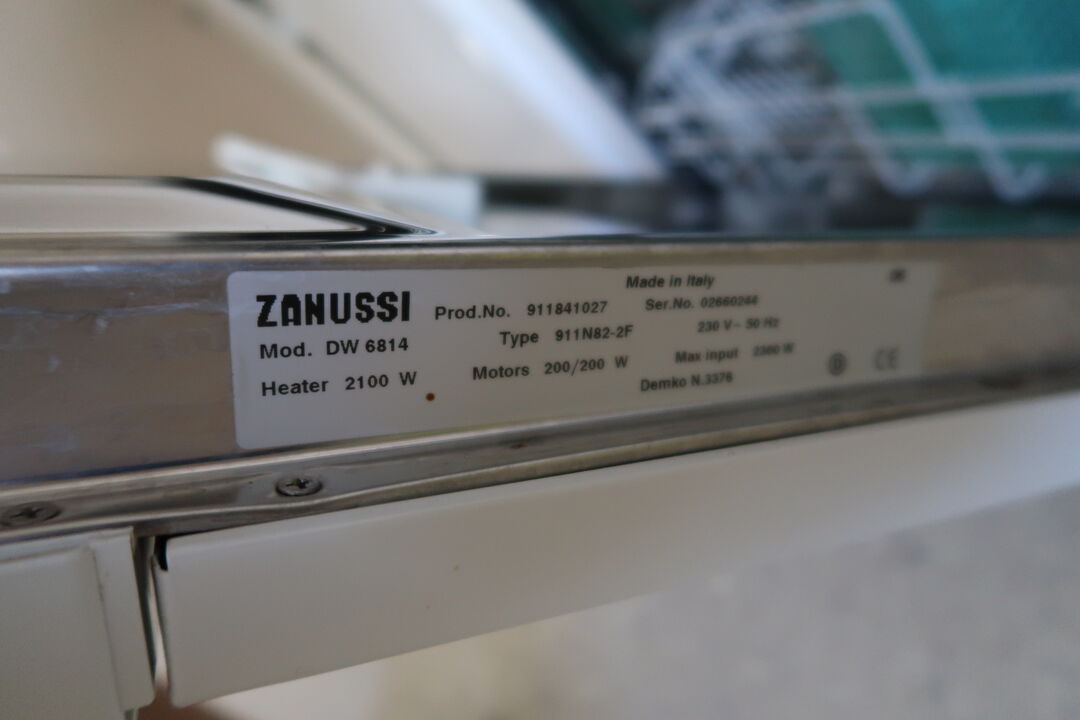 ZANUSSI
Mod. DW 6814
Heater 2100 W
Prod.No. 911841027
Type 911N82-2F
Motors 200/200 W
Made in Italy
Ser.No. 02660244
230 V~ 50 Hz
Max input 2300 W
Demko N.3376
CE